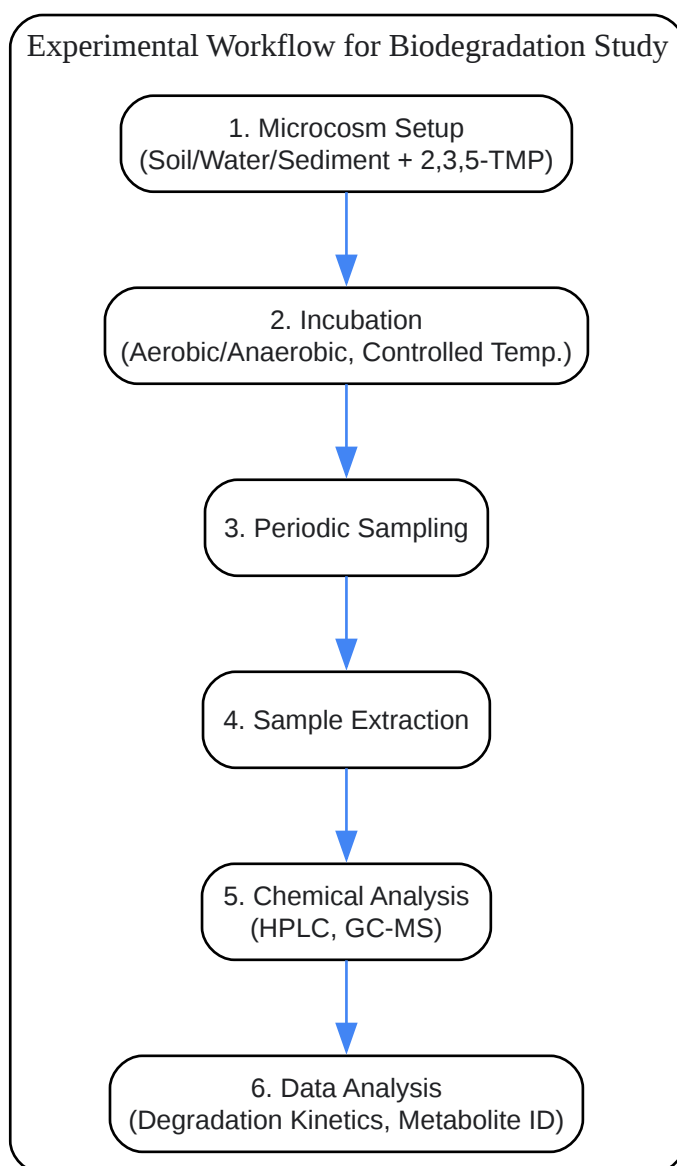 Experimental Workflow for Biodegradation Study
1. Microcosm Setup
(Soil/Water/Sediment + 2,3,5-TMP)
2. Incubation
(Aerobic/Anaerobic, Controlled Temp.)
3. Periodic Sampling
4. Sample Extraction
5. Chemical Analysis
(HPLC, GC-MS)
6. Data Analysis
(Degradation Kinetics, Metabolite ID)